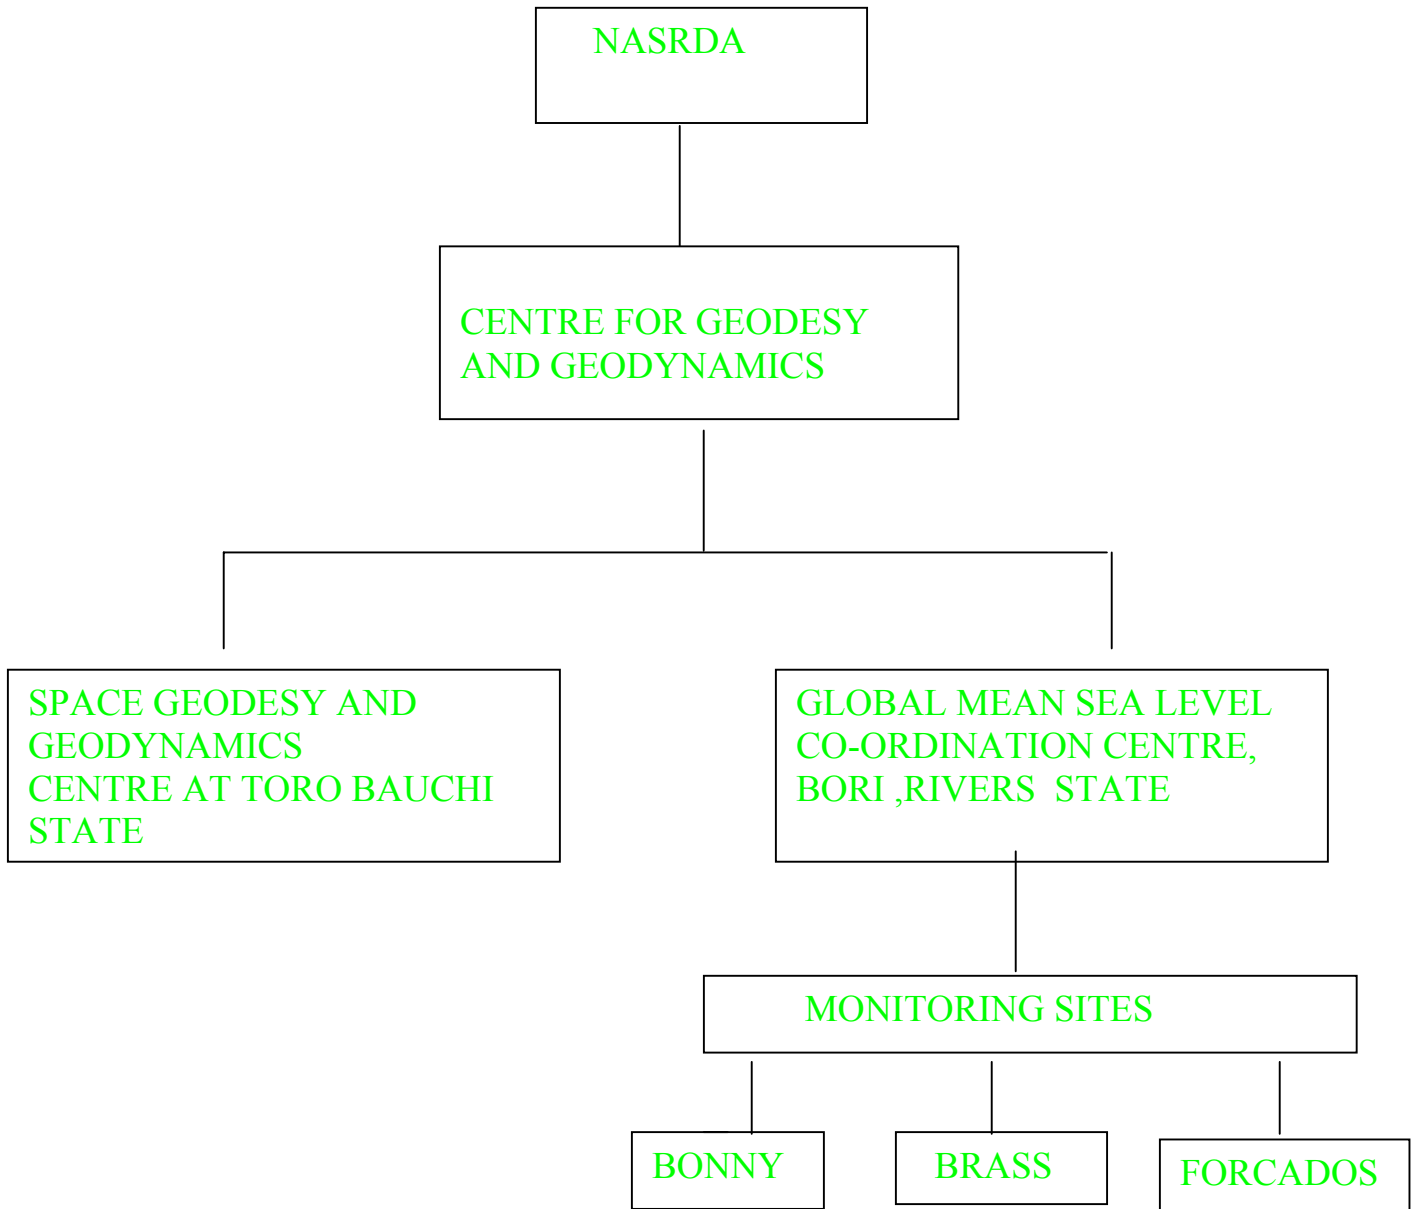 NASRDA
CENTRE FOR GEODESY
AND GEODYNAMICS
SPACE GEODESY AND
GEODYNAMICS
CENTRE AT TORO BAUCHI
STATE
GLOBAL MEAN SEA LEVEL
CO-ORDINATION CENTRE,
BORI ,RIVERS  STATE
MONITORING SITES
BONNY
BRASS
FORCADOS